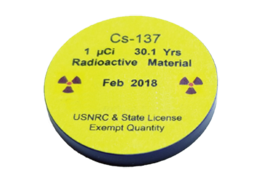 Cs-137
1 µCi 30.1 Yrs
Radioactive Material
Feb 2018
USNRC & State License
Exempt Quantity